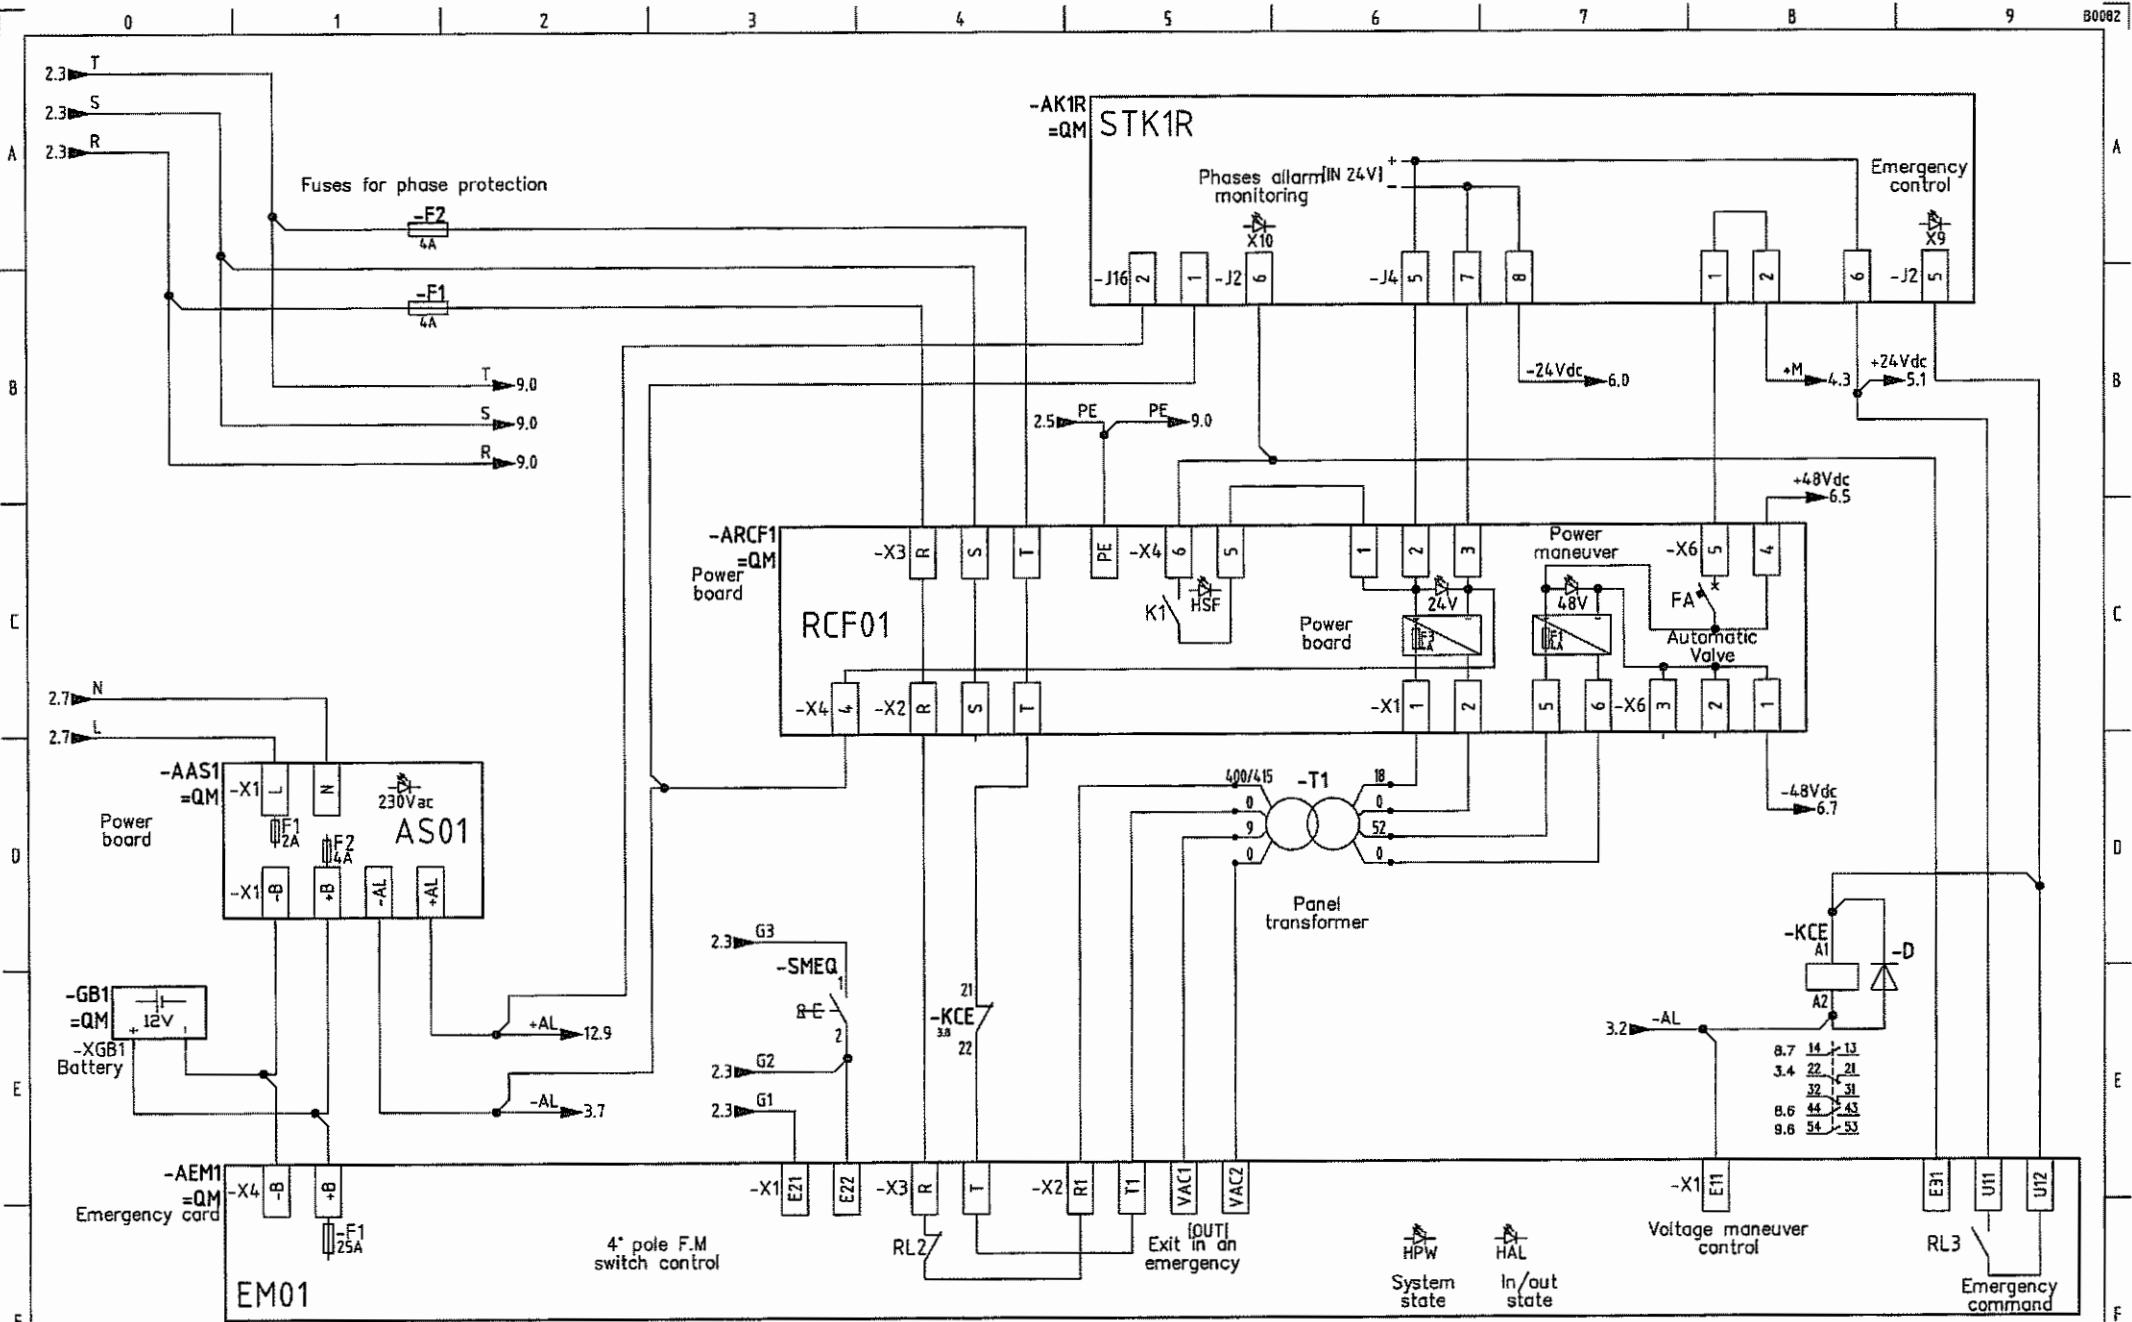 0 1 2 3 4 5 6 7 8 9 B0082
2.3 T
2.3 S
2.3 R
A
A
Fuses for phase protection
-F2
4A
-F1
4A
-AK1R
=QM
STK1R
Phases allarm
monitoring
[IN 24V]
+
-
Emergency
control
X10
X9
-J16 2 1 -J2 6 -J4 5 7 8 1 2 6 -J2 5
B
B
T 9.0
S 9.0
R 9.0
2.5 PE PE 9.0
-24Vdc 6.0
+M 4.3
+24Vdc
5.1
+48Vdc
6.5
-ARCF1
=QM
Power
board
-X3 R S T PE -X4 6 5 1 2 3
Power
maneuver
-X6 5 4
C
C
RCF01
K1
HSF
Power
board
24V
48V
FA
Automatic
Valve
-X4 4 -X2 R S T -X1 1 2 5 6 -X6 3 2 1
2.7 N
2.7 L
-AAS1
=QM
-X1 L N
230Vac
Power
board
F1
2A
F2
4A
AS01
-X1 -B +B -AL +AL
D
D
400/415
0
9
0
-T1
18
0
52
0
Panel
transformer
-48Vdc
6.7
2.3 G3
-SMEQ
1
2
2.3 G2
2.3 G1
21
-KCE
3.8
22
-KCE
A1
A2
-D
3.2 -AL
8.7 14 13
3.4 22 21
32 31
8.6 44 43
9.6 54 53
-GB1
=QM
12V
+ -
-XGB1
Battery
+AL 12.9
-AL 3.7
E
E
-AEM1
=QM
Emergency card
-X4 -B +B
-F1
25A
EM01
-X1 E21 E22 -X3 R T -X2 R1 T1 VAC1 VAC2 -X1 E11 E31 U11 U12
4° pole F.M
switch control
RL2
[OUT]
Exit in an
emergency
HPW
System
state
HAL
In/out
state
Voltage maneuver
control
RL3
Emergency
command
F
F